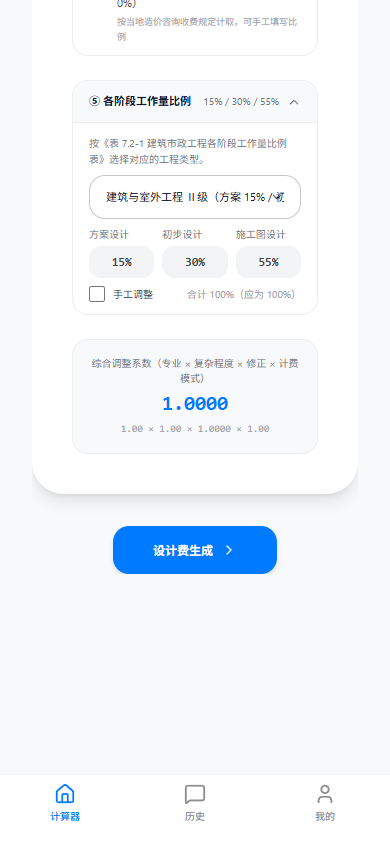 0%）
按当地造价咨询收费规定计取，可手工填写比
例
⑤ 各阶段工作量比例 15% / 30% / 55%
按《表 7.2-1 建筑市政工程各阶段工作量比例
表》选择对应的工程类型。
建筑与室外工程 Ⅱ级（方案 15% / 初
方案设计 初步设计 施工图设计
15% 30% 55%
手工调整 合计 100%（应为 100%）
综合调整系数（专业 × 复杂程度 × 修正 × 计费
模式）
1.0000
1.00 × 1.00 × 1.0000 × 1.00
设计费生成
计算器 历史 我的